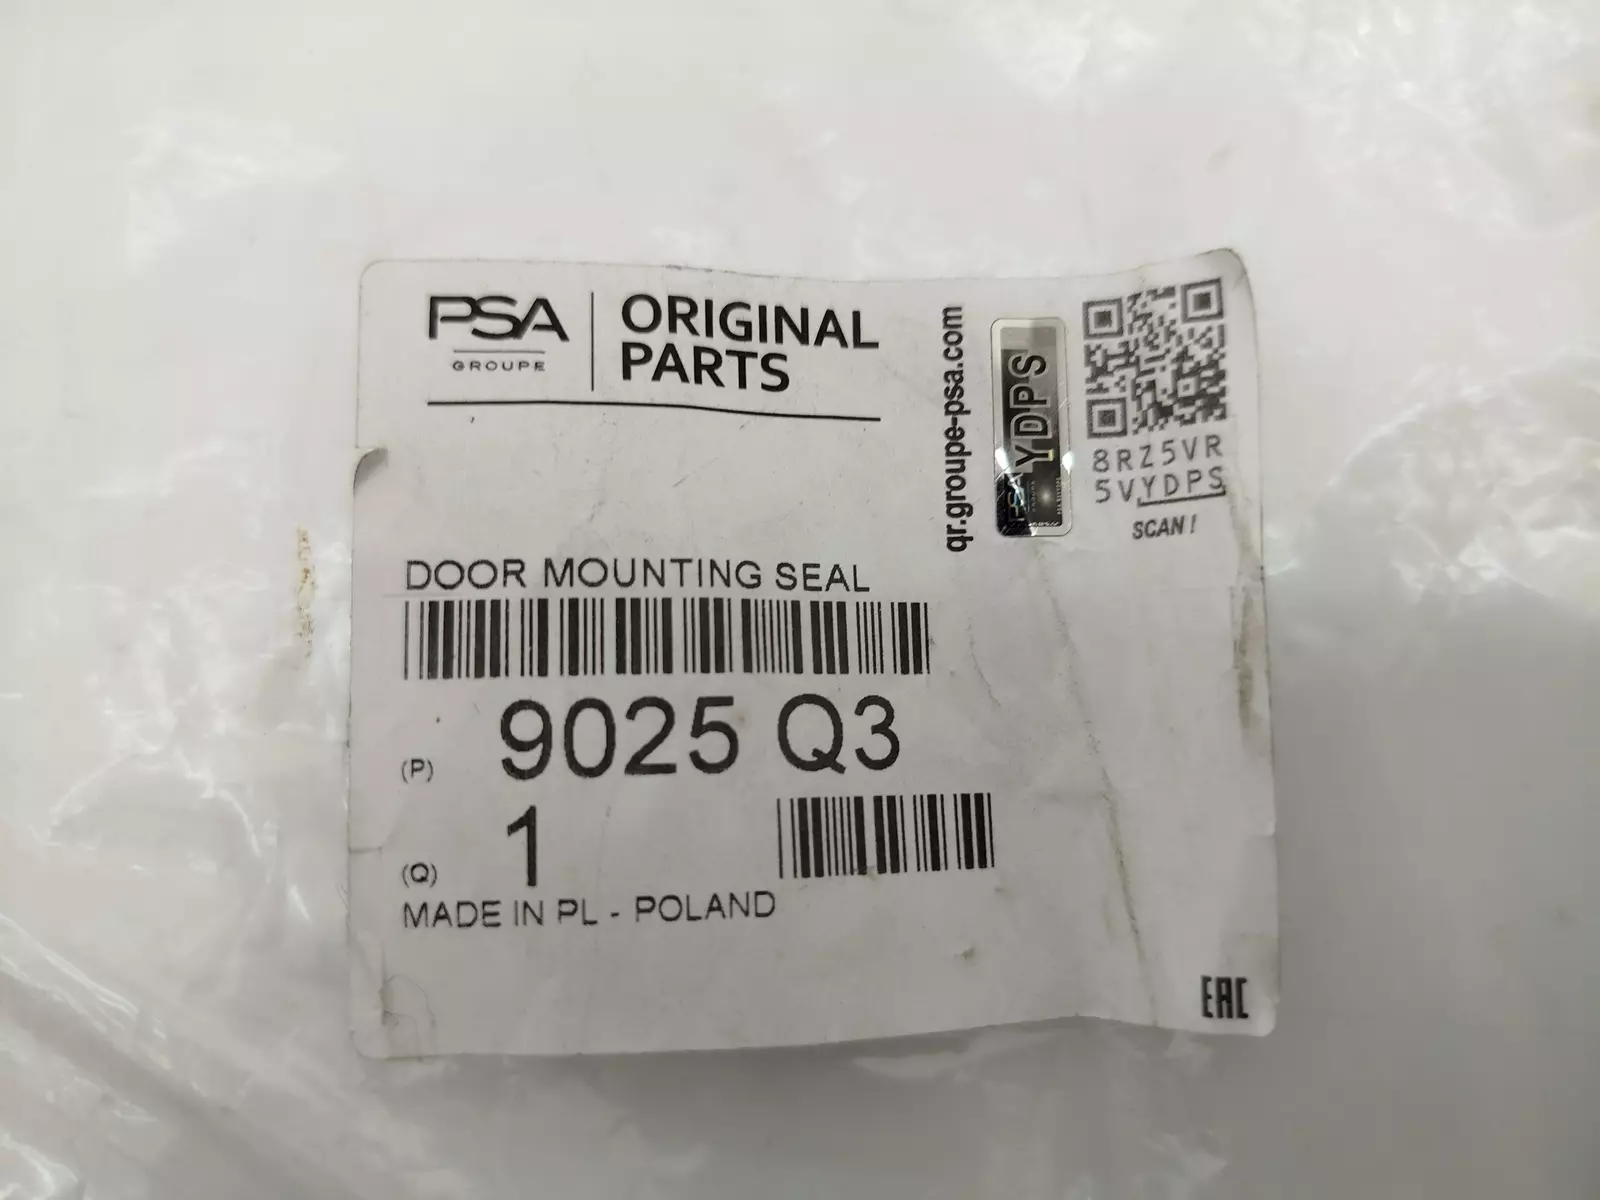 PSA
GROUPE
ORIGINAL
PARTS
qr.groupe-psa.com
YDPS
PSA
8RZ5VR
5VYDPS
SCAN!
DOOR MOUNTING SEAL
(P) 9025 Q3
(Q) 1
MADE IN PL - POLAND
EAC